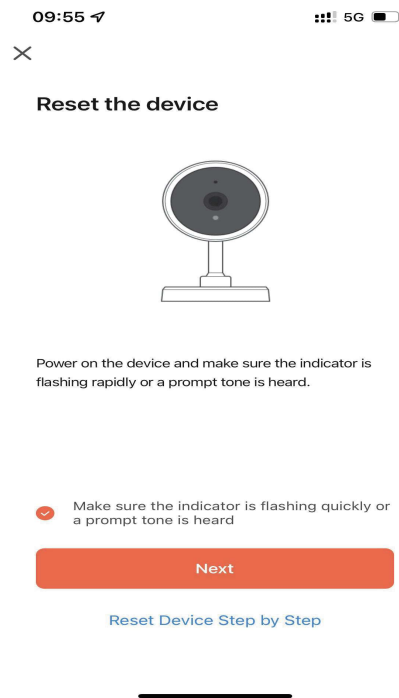 09:55
5G
Reset the device
Power on the device and make sure the indicator is
flashing rapidly or a prompt tone is heard.
Make sure the indicator is flashing quickly or
a prompt tone is heard
Next
Reset Device Step by Step